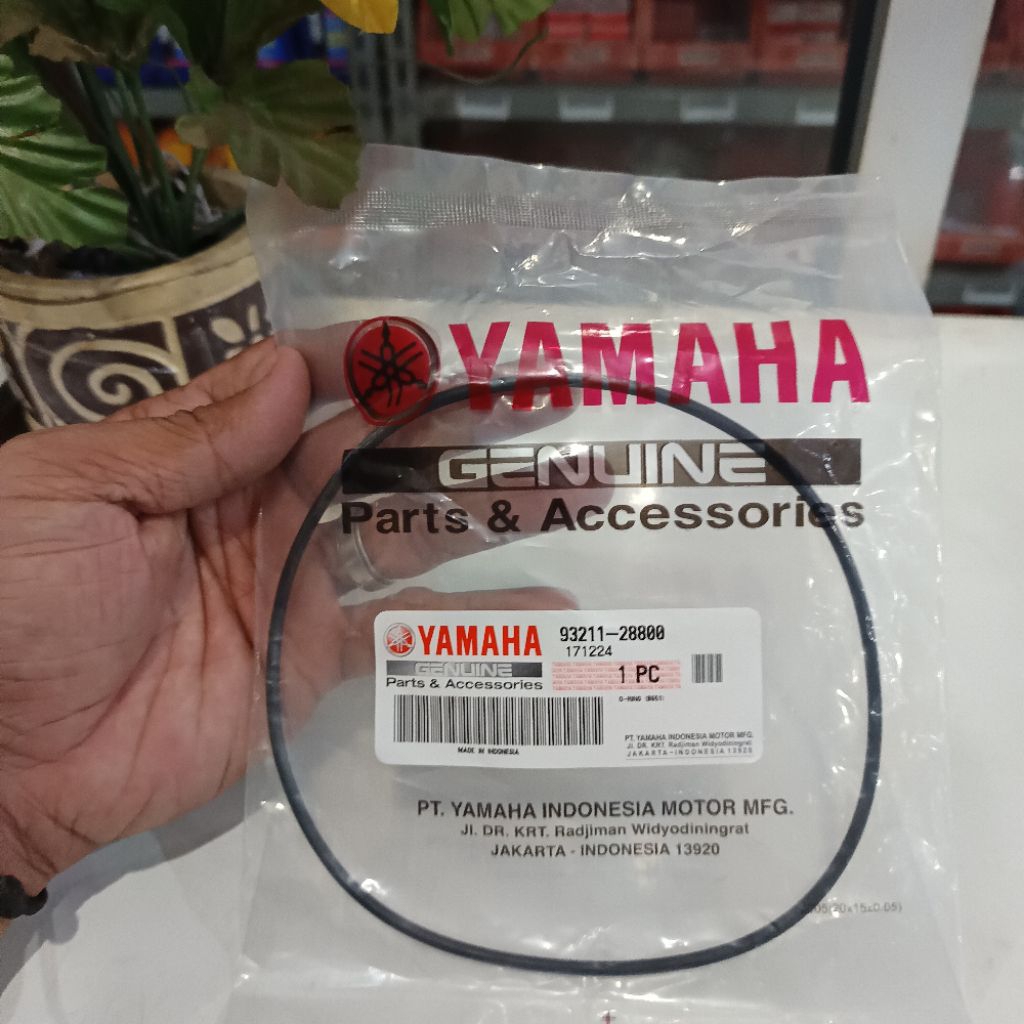 YAMAHA
GENUINE
Parts & Accessories
YAMAHA 93211-28800
171224
GENUINE
1 PC
Parts & Accessories
MADE IN INDONESIA
PT. YAMAHA INDONESIA MOTOR MFG.
Jl. DR. KRT. Radjiman Widyodiningrat
JAKARTA-INDONESIA 13920
PT. YAMAHA INDONESIA MOTOR MFG.
Jl. DR. KRT. Radjiman Widyodiningrat
JAKARTA - INDONESIA 13920